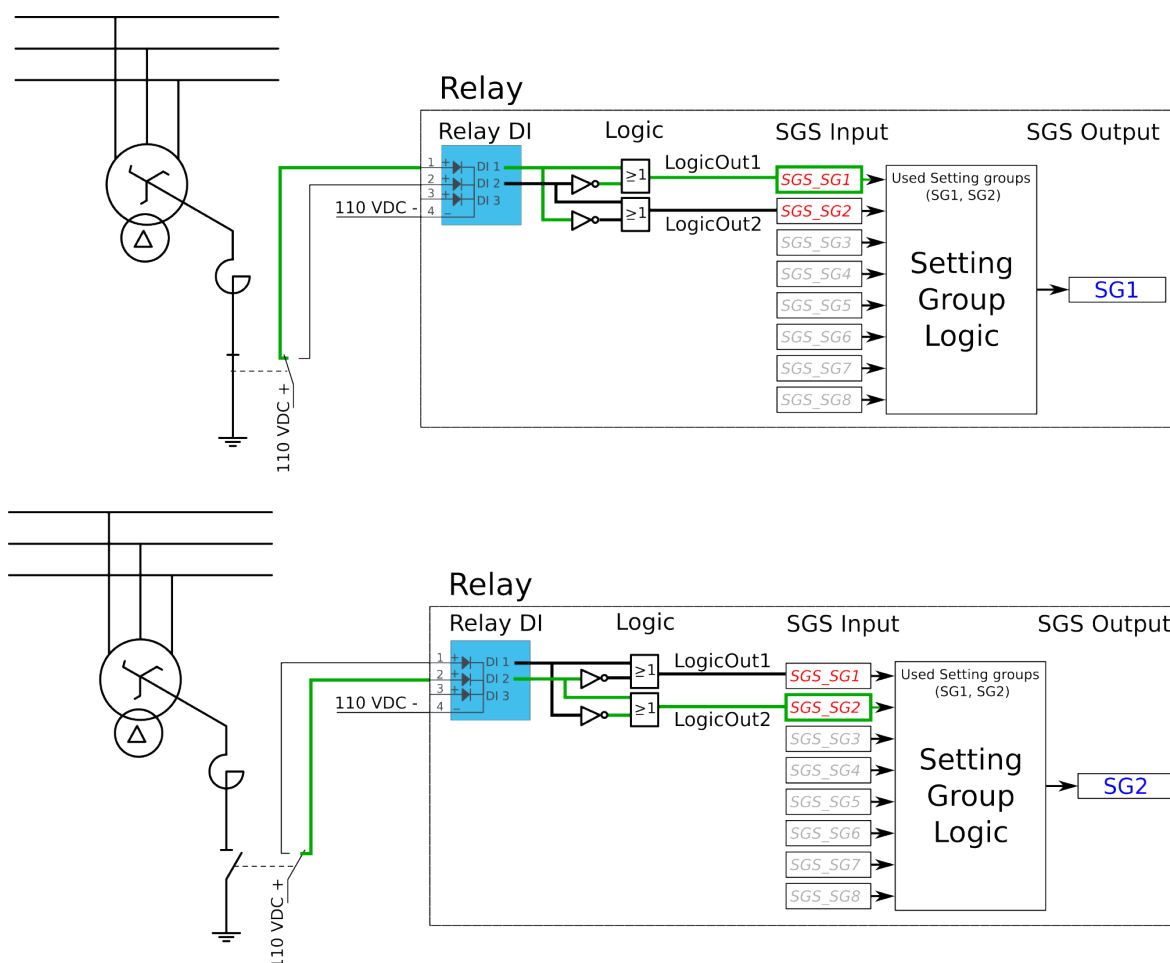 Relay
Relay DI
Logic
SGS Input
SGS Output
1 +
2 +
3 +
4 −
DI 1
DI 2
DI 3
110 VDC -
110 VDC +
≥1
≥1
LogicOut1
LogicOut2
SGS_SG1
SGS_SG2
SGS_SG3
SGS_SG4
SGS_SG5
SGS_SG6
SGS_SG7
SGS_SG8
Used Setting groups
(SG1, SG2)
Setting
Group
Logic
SG1
Δ
Relay
Relay DI
Logic
SGS Input
SGS Output
1 +
2 +
3 +
4 −
DI 1
DI 2
DI 3
110 VDC -
110 VDC +
≥1
≥1
LogicOut1
LogicOut2
SGS_SG1
SGS_SG2
SGS_SG3
SGS_SG4
SGS_SG5
SGS_SG6
SGS_SG7
SGS_SG8
Used Setting groups
(SG1, SG2)
Setting
Group
Logic
SG2
Δ